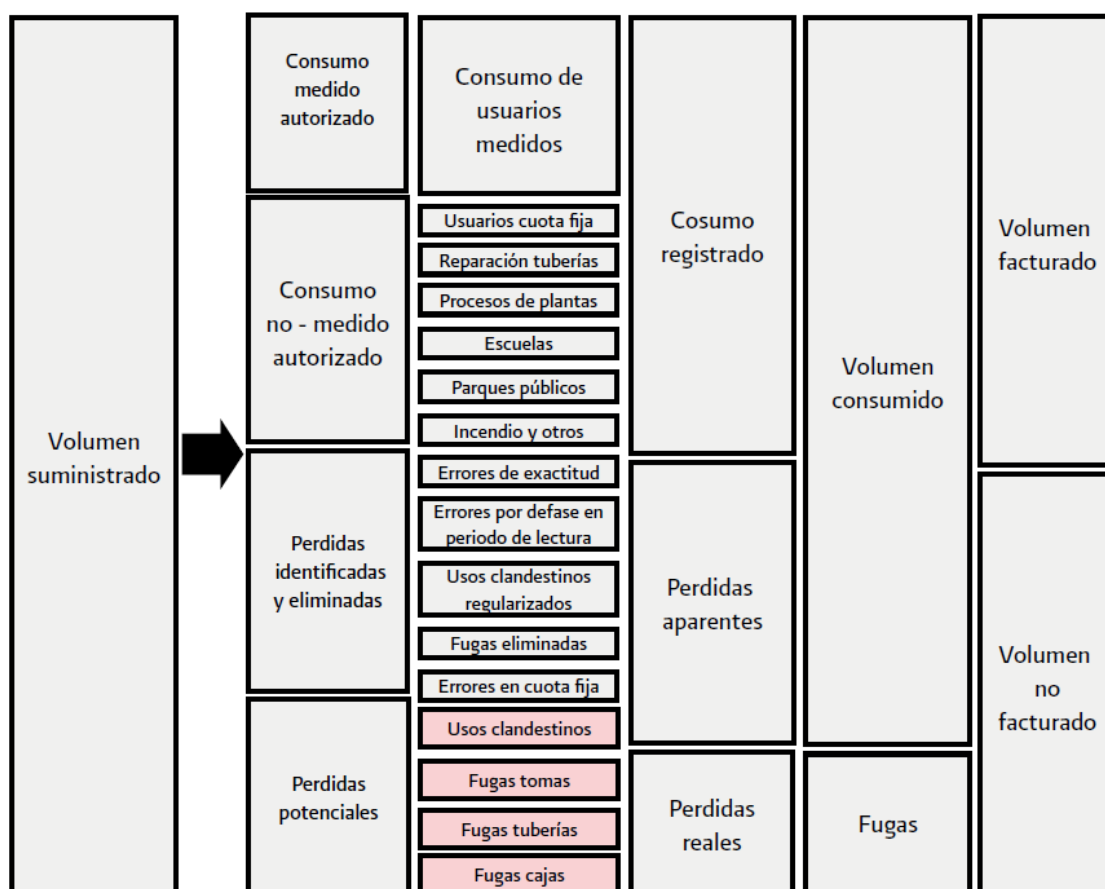 Volumen
suministrado
Consumo
medido
autorizado
Consumo
no - medido
autorizado
Perdidas
identificadas
y eliminadas
Perdidas
potenciales
Consumo de
usuarios
medidos
Usuarios cuota fija
Reparación tuberías
Procesos de plantas
Escuelas
Parques públicos
Incendio y otros
Errores de exactitud
Errores por defase en
periodo de lectura
Usos clandestinos
regularizados
Fugas eliminadas
Errores en cuota fija
Usos clandestinos
Fugas tomas
Fugas tuberías
Fugas cajas
Cosumo
registrado
Perdidas
aparentes
Perdidas
reales
Volumen
consumido
Fugas
Volumen
facturado
Volumen
no
facturado